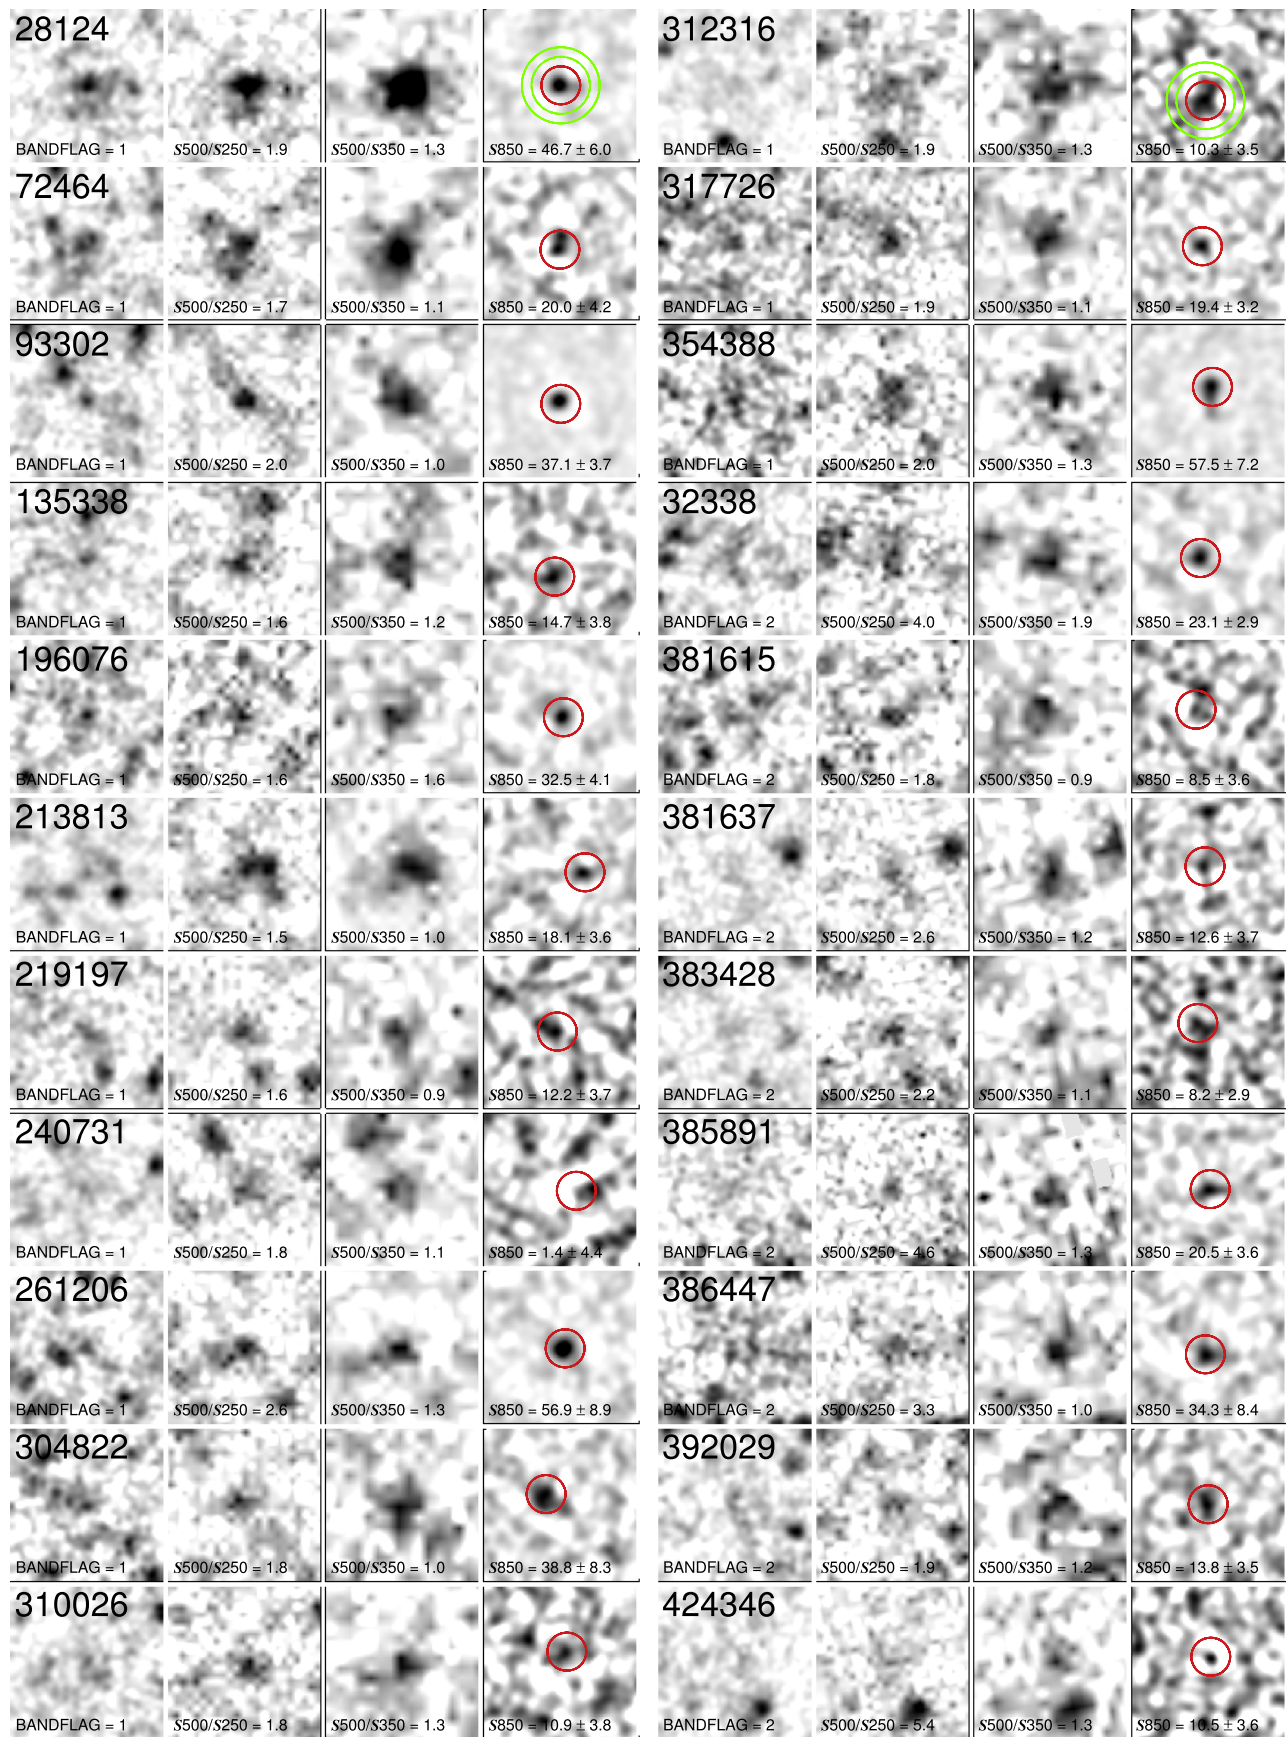 28124
BANDFLAG = 1 S500/S250 = 1.9 S500/S350 = 1.3 S850 = 46.7 ± 6.0
72464
BANDFLAG = 1 S500/S250 = 1.7 S500/S350 = 1.1 S850 = 20.0 ± 4.2
93302
BANDFLAG = 1 S500/S250 = 2.0 S500/S350 = 1.0 S850 = 37.1 ± 3.7
135338
BANDFLAG = 1 S500/S250 = 1.6 S500/S350 = 1.2 S850 = 14.7 ± 3.8
196076
BANDFLAG = 1 S500/S250 = 1.6 S500/S350 = 1.6 S850 = 32.5 ± 4.1
213813
BANDFLAG = 1 S500/S250 = 1.5 S500/S350 = 1.0 S850 = 18.1 ± 3.6
219197
BANDFLAG = 1 S500/S250 = 1.6 S500/S350 = 0.9 S850 = 12.2 ± 3.7
240731
BANDFLAG = 1 S500/S250 = 1.8 S500/S350 = 1.1 S850 = 1.4 ± 4.4
261206
BANDFLAG = 1 S500/S250 = 2.6 S500/S350 = 1.3 S850 = 56.9 ± 8.9
304822
BANDFLAG = 1 S500/S250 = 1.8 S500/S350 = 1.0 S850 = 38.8 ± 8.3
310026
BANDFLAG = 1 S500/S250 = 1.8 S500/S350 = 1.3 S850 = 10.9 ± 3.8
312316
BANDFLAG = 1 S500/S250 = 1.9 S500/S350 = 1.3 S850 = 10.3 ± 3.5
317726
BANDFLAG = 1 S500/S250 = 1.9 S500/S350 = 1.1 S850 = 19.4 ± 3.2
354388
BANDFLAG = 1 S500/S250 = 2.0 S500/S350 = 1.3 S850 = 57.5 ± 7.2
32338
BANDFLAG = 2 S500/S250 = 4.0 S500/S350 = 1.9 S850 = 23.1 ± 2.9
381615
BANDFLAG = 2 S500/S250 = 1.8 S500/S350 = 0.9 S850 = 8.5 ± 3.6
381637
BANDFLAG = 2 S500/S250 = 2.6 S500/S350 = 1.2 S850 = 12.6 ± 3.7
383428
BANDFLAG = 2 S500/S250 = 2.2 S500/S350 = 1.1 S850 = 8.2 ± 2.9
385891
BANDFLAG = 2 S500/S250 = 4.6 S500/S350 = 1.3 S850 = 20.5 ± 3.6
386447
BANDFLAG = 2 S500/S250 = 3.3 S500/S350 = 1.0 S850 = 34.3 ± 8.4
392029
BANDFLAG = 2 S500/S250 = 1.9 S500/S350 = 1.2 S850 = 13.8 ± 3.5
424346
BANDFLAG = 2 S500/S250 = 5.4 S500/S350 = 1.3 S850 = 10.5 ± 3.6